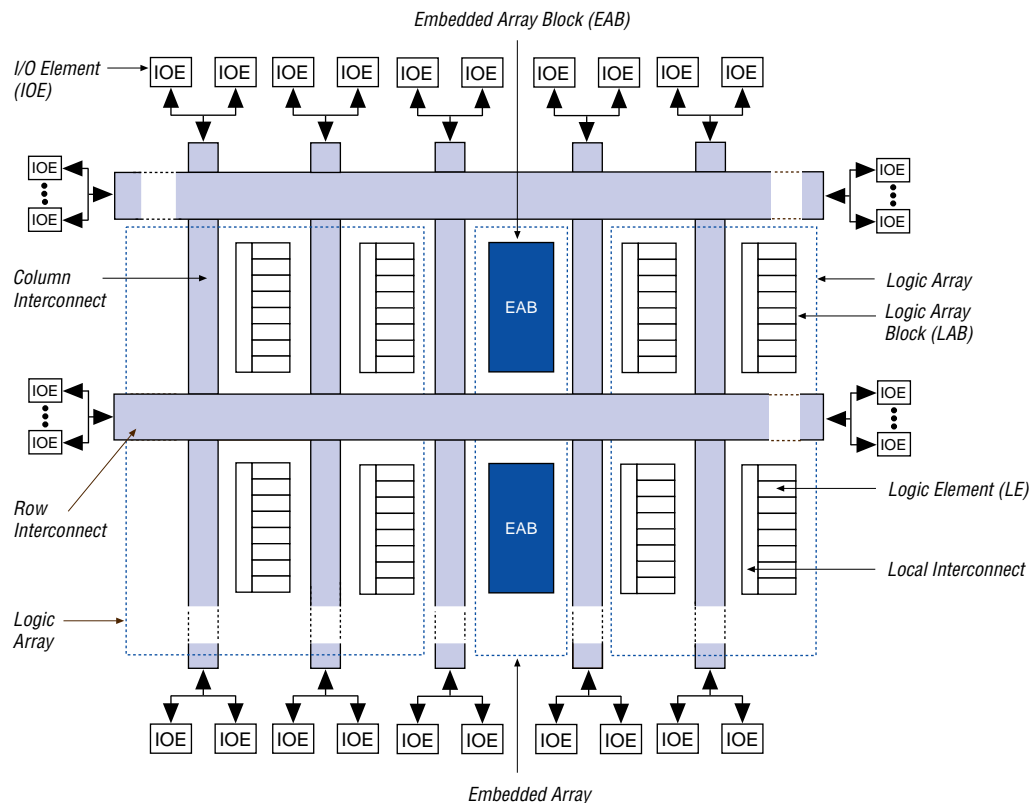 Embedded Array Block (EAB)
I/O Element
(IOE)
IOE IOE IOE IOE IOE IOE IOE IOE IOE IOE
IOE IOE
IOE IOE
Column
Interconnect
EAB
Logic Array
Logic Array
Block (LAB)
IOE IOE
IOE IOE
Row
Interconnect
EAB
Logic Element (LE)
Local Interconnect
Logic
Array
IOE IOE IOE IOE IOE IOE IOE IOE IOE IOE
Embedded Array